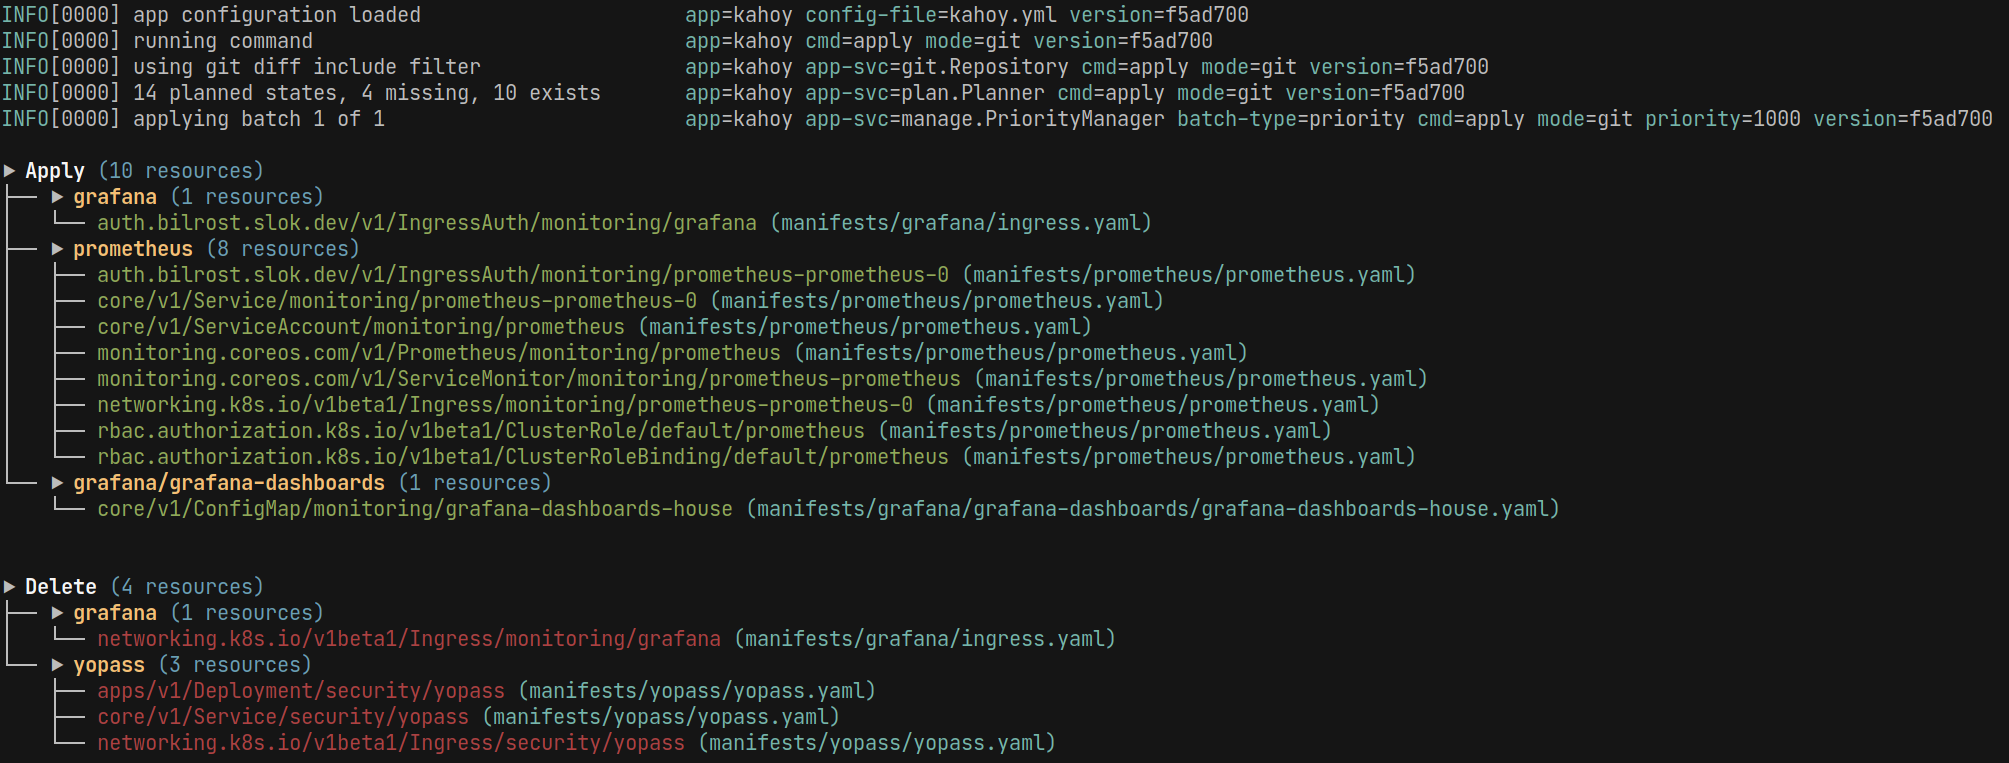 INFO[0000] app configuration loaded                      app=kahoy config-file=kahoy.yml version=f5ad700
INFO[0000] running command                               app=kahoy cmd=apply mode=git version=f5ad700
INFO[0000] using git diff include filter                 app=kahoy app-svc=git.Repository cmd=apply mode=git version=f5ad700
INFO[0000] 14 planned states, 4 missing, 10 exists       app=kahoy app-svc=plan.Planner cmd=apply mode=git version=f5ad700
INFO[0000] applying batch 1 of 1                         app=kahoy app-svc=manage.PriorityManager batch-type=priority cmd=apply mode=git priority=1000 version=f5ad700
▶ Apply (10 resources)
├── ▶ grafana (1 resources)
│   └── auth.bilrost.slok.dev/v1/IngressAuth/monitoring/grafana (manifests/grafana/ingress.yaml)
├── ▶ prometheus (8 resources)
│   ├── auth.bilrost.slok.dev/v1/IngressAuth/monitoring/prometheus-prometheus-0 (manifests/prometheus/prometheus.yaml)
│   ├── core/v1/Service/monitoring/prometheus-prometheus-0 (manifests/prometheus/prometheus.yaml)
│   ├── core/v1/ServiceAccount/monitoring/prometheus (manifests/prometheus/prometheus.yaml)
│   ├── monitoring.coreos.com/v1/Prometheus/monitoring/prometheus (manifests/prometheus/prometheus.yaml)
│   ├── monitoring.coreos.com/v1/ServiceMonitor/monitoring/prometheus-prometheus (manifests/prometheus/prometheus.yaml)
│   ├── networking.k8s.io/v1beta1/Ingress/monitoring/prometheus-prometheus-0 (manifests/prometheus/prometheus.yaml)
│   ├── rbac.authorization.k8s.io/v1beta1/ClusterRole/default/prometheus (manifests/prometheus/prometheus.yaml)
│   └── rbac.authorization.k8s.io/v1beta1/ClusterRoleBinding/default/prometheus (manifests/prometheus/prometheus.yaml)
└── ▶ grafana/grafana-dashboards (1 resources)
    └── core/v1/ConfigMap/monitoring/grafana-dashboards-house (manifests/grafana/grafana-dashboards/grafana-dashboards-house.yaml)
▶ Delete (4 resources)
├── ▶ grafana (1 resources)
│   └── networking.k8s.io/v1beta1/Ingress/monitoring/grafana (manifests/grafana/ingress.yaml)
└── ▶ yopass (3 resources)
    ├── apps/v1/Deployment/security/yopass (manifests/yopass/yopass.yaml)
    ├── core/v1/Service/security/yopass (manifests/yopass/yopass.yaml)
    └── networking.k8s.io/v1beta1/Ingress/security/yopass (manifests/yopass/yopass.yaml)